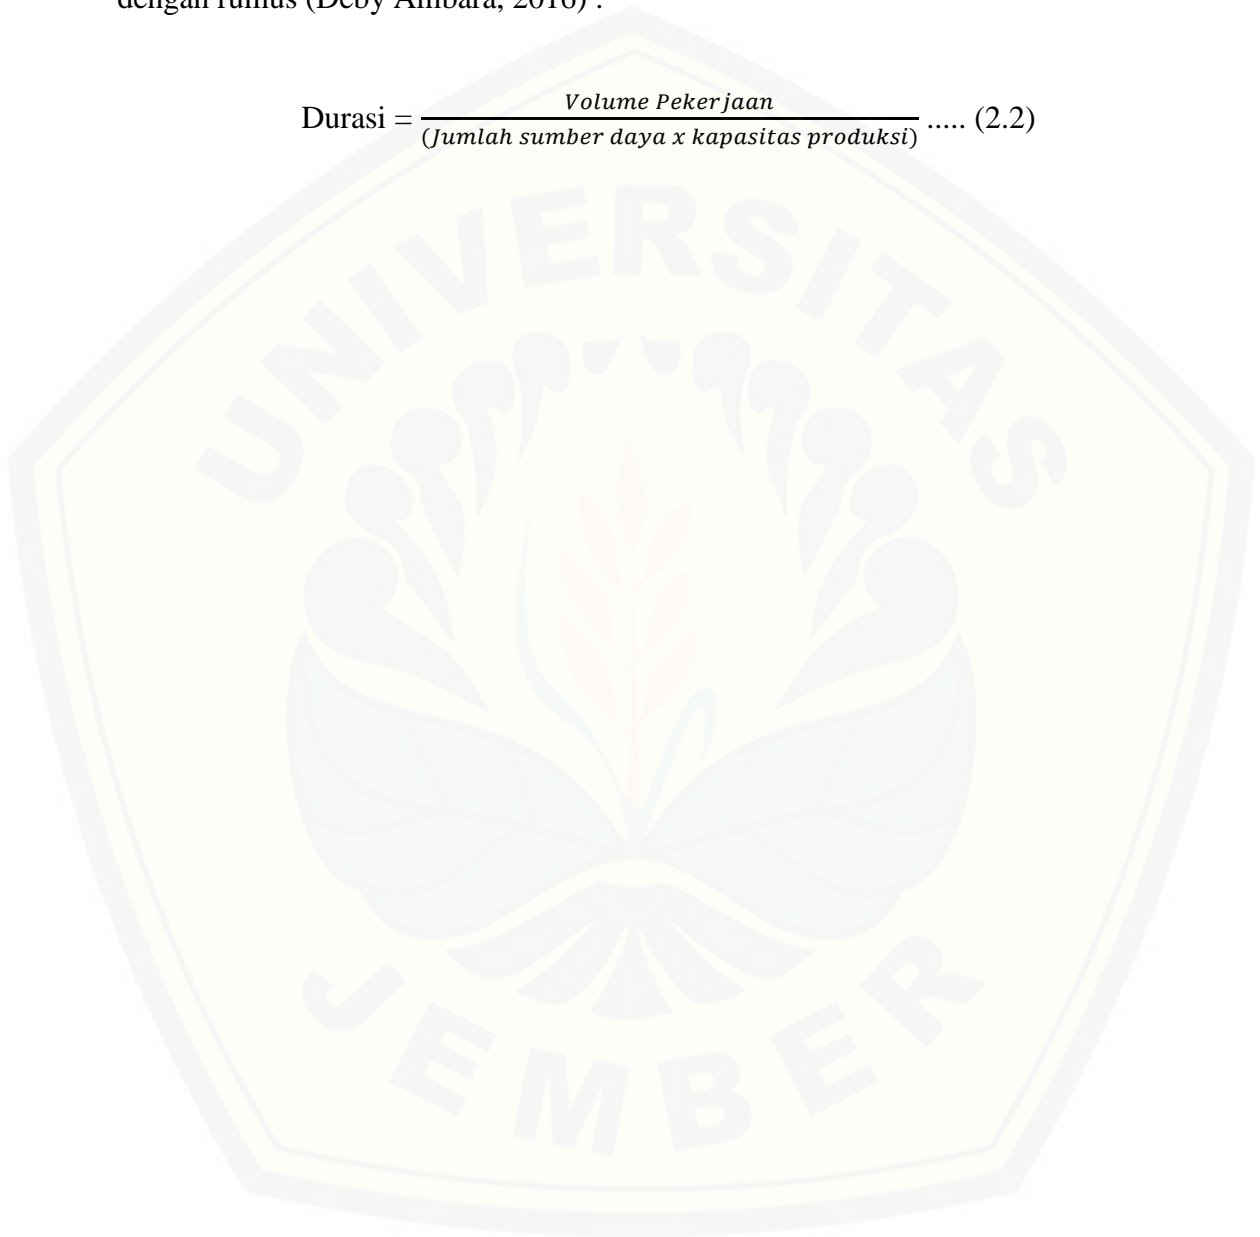 dengan rumus (Deby Ambara, 2016) :
Durasi = Volume Pekerjaan / (Jumlah sumber daya x kapasitas produksi) ..... (2.2)
UNIVERSITAS
JEMBER